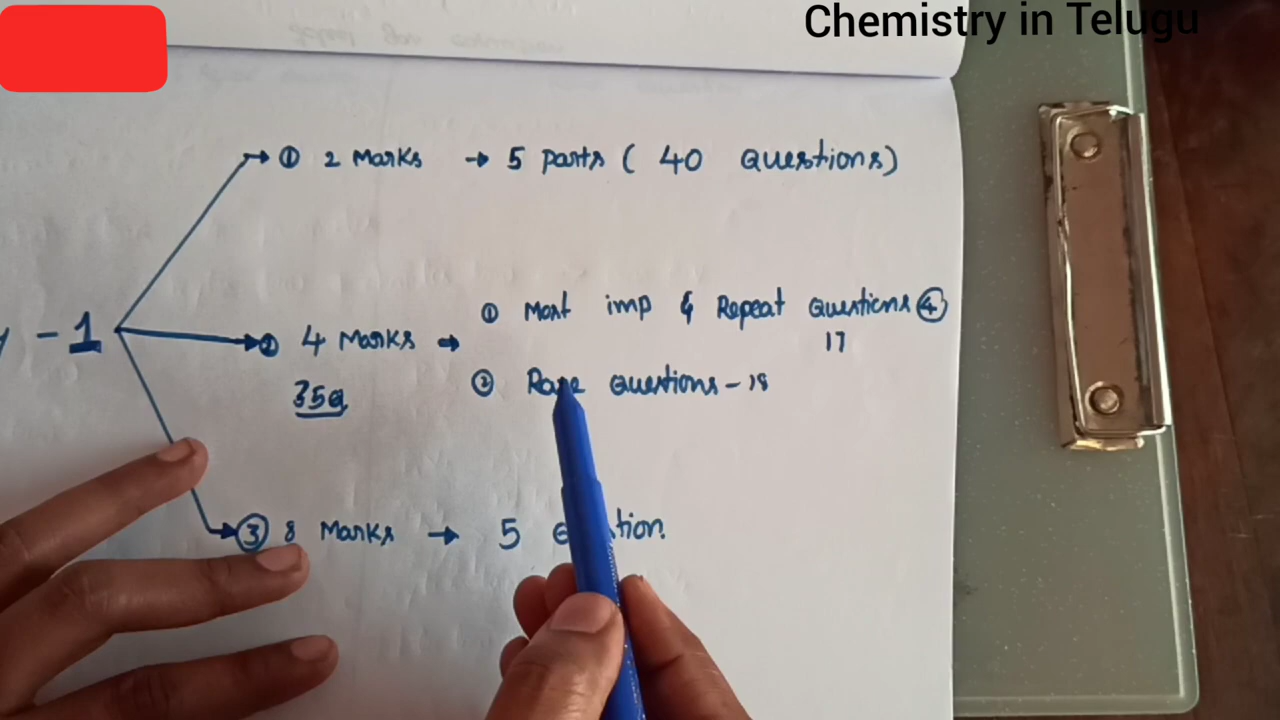 Chemistry in Telugu
① 2 Marks → 5 parts ( 40 Questions)
- 1
② 4 Marks →
35Q
① Most imp & Repeat Questions ④
17
② Rare Questions - 18
③ 8 Marks → 5